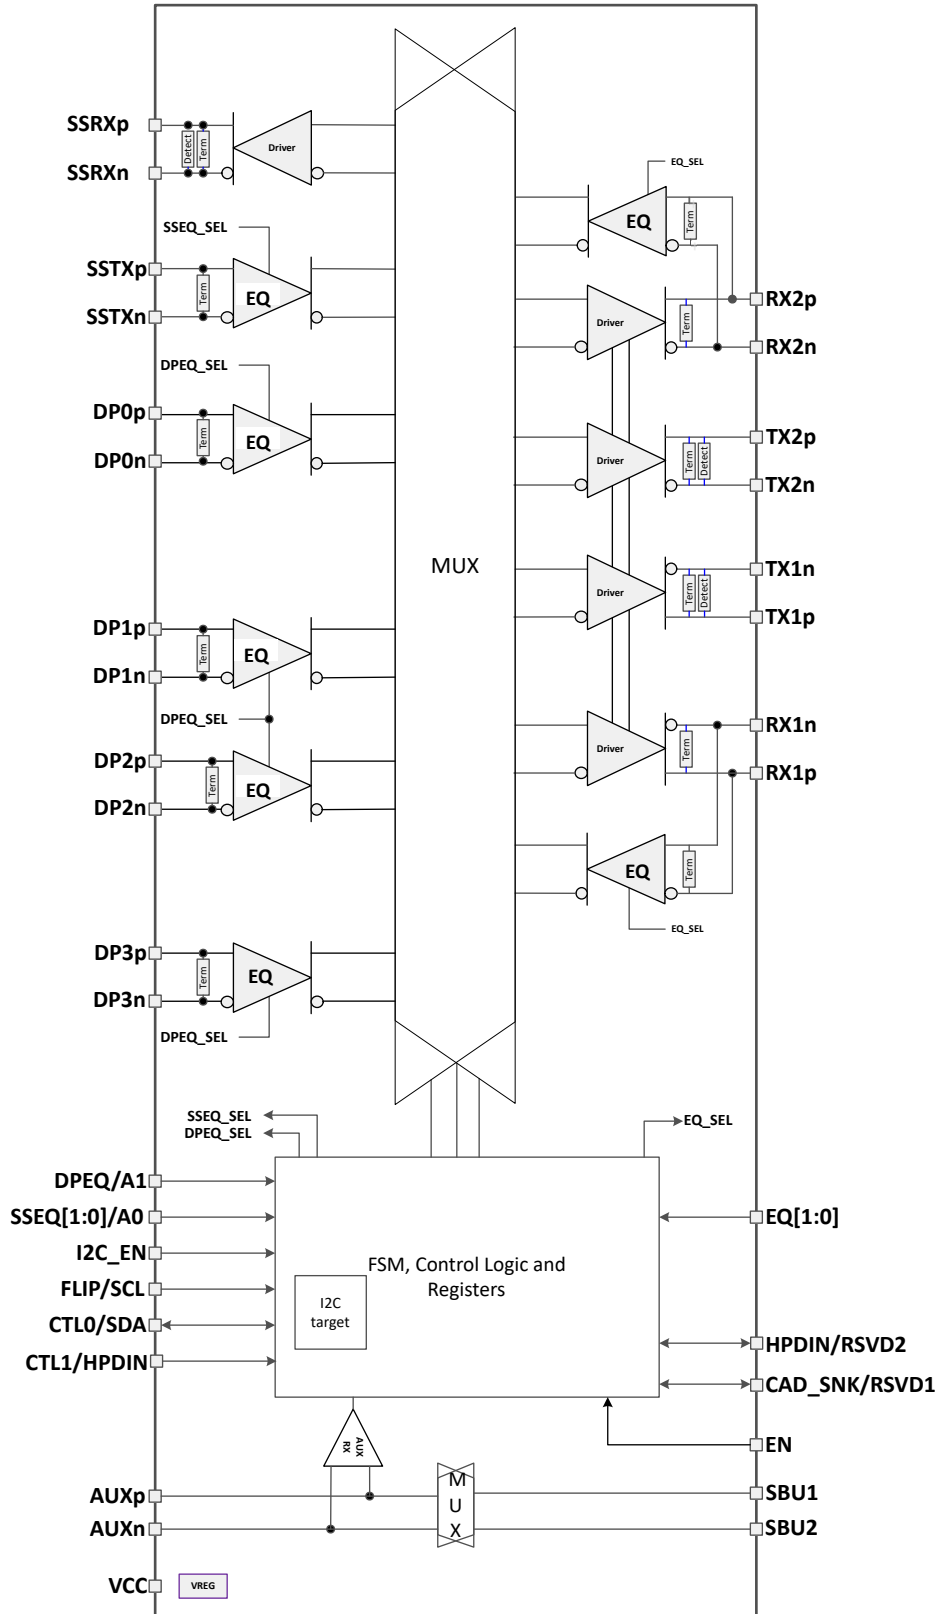 SSRXp
Detect
Term
Driver
SSRXn
EQ_SEL
EQ
Term
SSEQ_SEL
SSTXp
Term
EQ
SSTXn
RX2p
Driver
Term
RX2n
DPEQ_SEL
DP0p
Term
EQ
DP0n
TX2p
Driver
Term
Detect
TX2n
MUX
TX1n
Driver
Term
Detect
TX1p
DP1p
Term
EQ
DP1n
DPEQ_SEL
DP2p
Term
EQ
DP2n
RX1n
Driver
Term
RX1p
EQ
Term
EQ_SEL
DP3p
Term
EQ
DP3n
DPEQ_SEL
SSEQ_SEL
DPEQ_SEL
EQ_SEL
DPEQ/A1
SSEQ[1:0]/A0
I2C_EN
FLIP/SCL
CTL0/SDA
CTL1/HPDIN
FSM, Control Logic and
Registers
I2C
target
EQ[1:0]
HPDIN/RSVD2
CAD_SNK/RSVD1
EN
AUX
RX
AUXp
AUXn
M
U
X
SBU1
SBU2
VCC
VREG